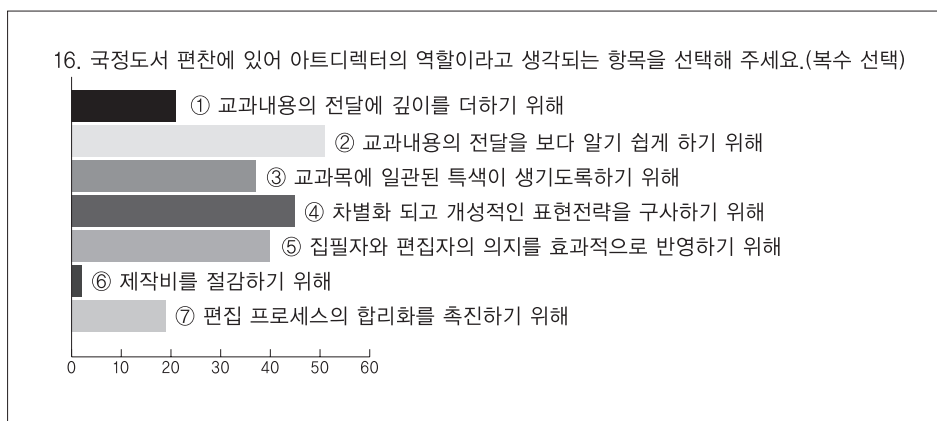 16. 국정도서 편찬에 있어 아트디렉터의 역할이라고 생각되는 항목을 선택해 주세요.(복수 선택)
① 교과내용의 전달에 깊이를 더하기 위해
② 교과내용의 전달을 보다 알기 쉽게 하기 위해
③ 교과목에 일관된 특색이 생기도록하기 위해
④ 차별화 되고 개성적인 표현전략을 구사하기 위해
⑤ 집필자와 편집자의 의지를 효과적으로 반영하기 위해
⑥ 제작비를 절감하기 위해
⑦ 편집 프로세스의 합리화를 촉진하기 위해
0 10 20 30 40 50 60